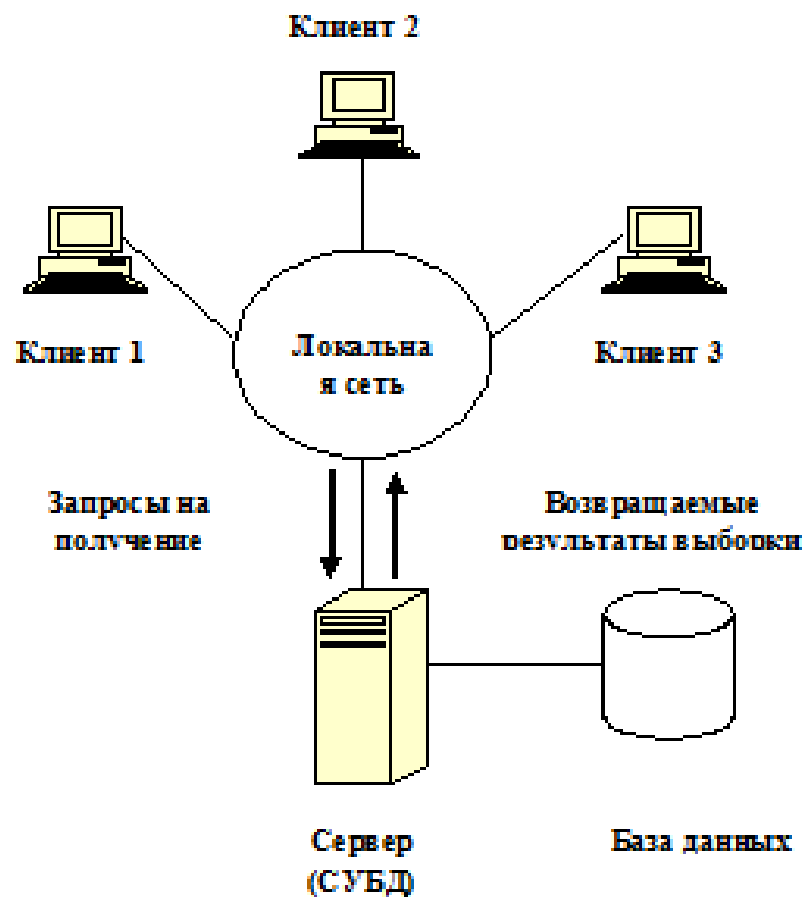 Клиент 2
Клиент 1
Локальна
я сеть
Клиент 3
Запросы на
получение
Возвращаемые
результаты выборки
Сервер
(СУБД)
База данных